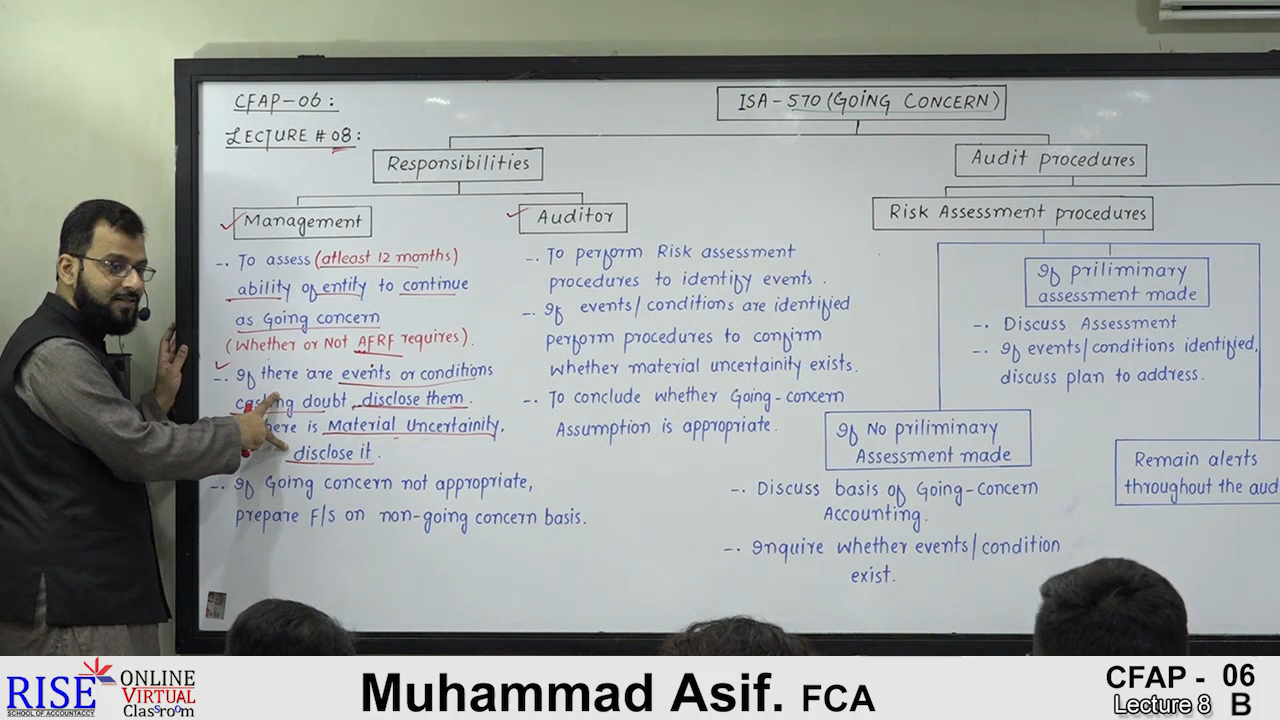 CFAP-06:
LECTURE # 08:
ISA-570 (GOING CONCERN)
Responsibilities
Audit procedures
Management
Auditor
Risk Assessment procedures
-. To assess (atleast 12 months)
ability of entity to continue
as Going concern
(Whether or Not AFRF requires).
-. If there are events or conditions
casting doubt, disclose them.
there is Material Uncertainity,
disclose it.
-. If Going concern not appropriate,
prepare F/s on non-going concern basis.
-. To perform Risk assessment
procedures to identify events.
-. If events/conditions are identified
perform procedures to confirm
whether material uncertainty exists.
-. To conclude whether Going-concern
Assumption is appropriate.
If priliminary
assessment made
-. Discuss Assessment
-. If events/conditions identified,
discuss plan to address.
If No priliminary
Assessment made
-. Discuss basis of Going-Concern
Accounting.
-. Inquire whether events/condition
exist.
Remain alerts
throughout the aud
RISE
SCHOOL OF ACCOUNTANCY
ONLINE
VIRTUAL
Classroom
Muhammad Asif. FCA
CFAP - 06
Lecture 8 B